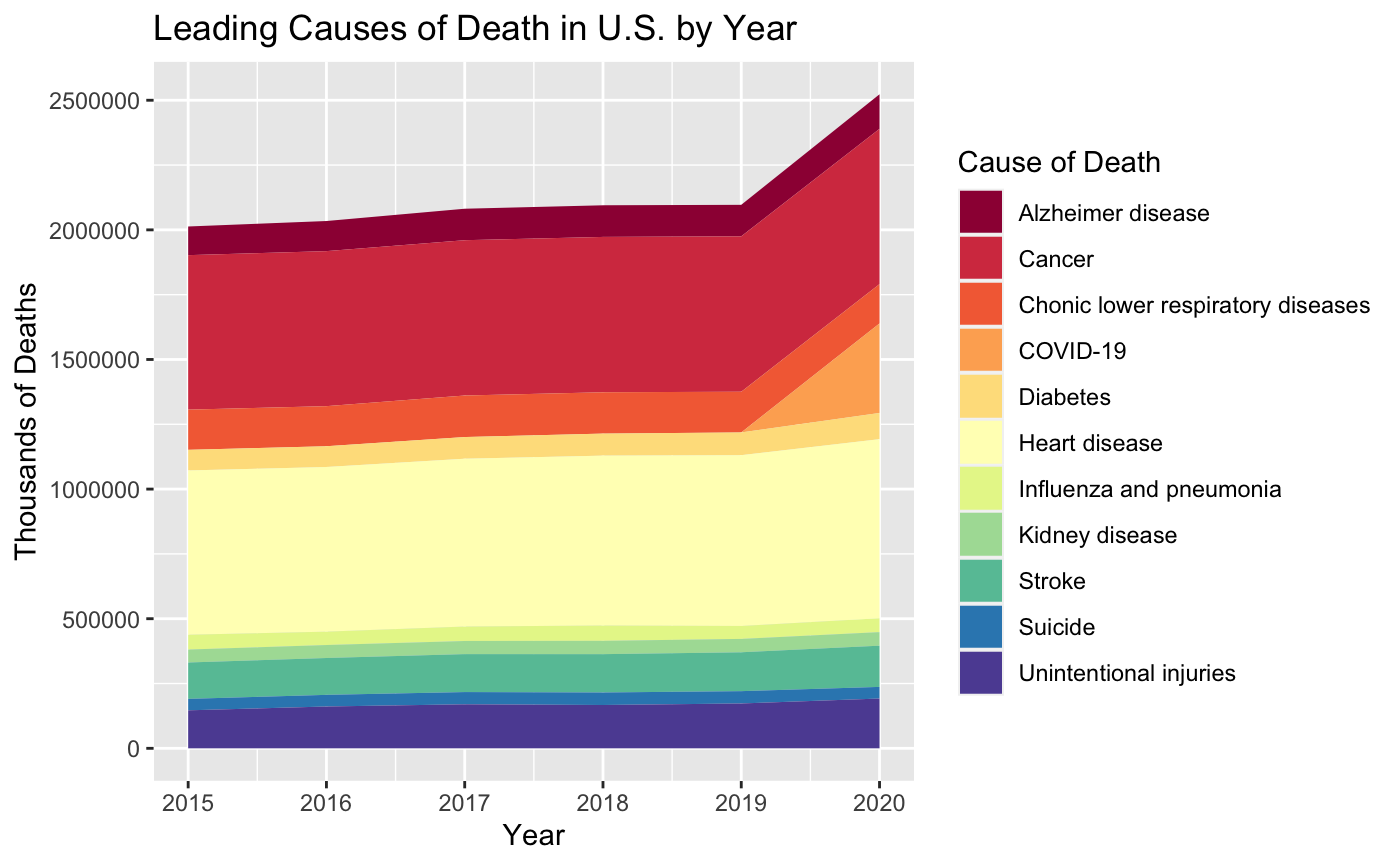 Leading Causes of Death in U.S. by Year
Thousands of Deaths
2500000
2000000
1500000
1000000
500000
0
2015 2016 2017 2018 2019 2020
Year
Cause of Death
Alzheimer disease
Cancer
Chonic lower respiratory diseases
COVID-19
Diabetes
Heart disease
Influenza and pneumonia
Kidney disease
Stroke
Suicide
Unintentional injuries